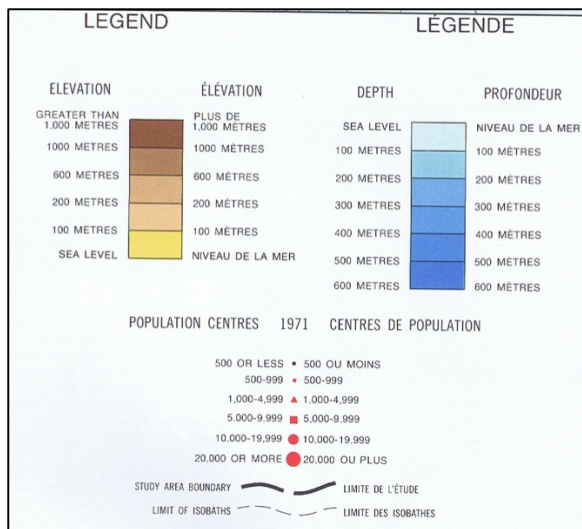 LEGEND LÉGENDE
ELEVATION ÉLÉVATION DEPTH PROFONDEUR
GREATER THAN 1,000 METRES PLUS DE 1,000 MÈTRES
1000 METRES 1000 MÈTRES
600 METRES 600 MÈTRES
200 METRES 200 MÈTRES
100 METRES 100 MÈTRES
SEA LEVEL NIVEAU DE LA MER
SEA LEVEL NIVEAU DE LA MER
100 METRES 100 MÈTRES
200 METRES 200 MÈTRES
300 METRES 300 MÈTRES
400 METRES 400 MÈTRES
500 METRES 500 MÈTRES
600 METRES 600 MÈTRES
POPULATION CENTRES 1971 CENTRES DE POPULATION
500 OR LESS 500 OU MOINS
500-999 500-999
1,000-4,999 1,000-4,999
5,000-9,999 5,000-9,999
10,000-19,999 10,000-19,999
20,000 OR MORE 20,000 OU PLUS
STUDY AREA BOUNDARY LIMITE DE L'ÉTUDE
LIMIT OF ISOBATHS LIMITE DES ISOBATHES